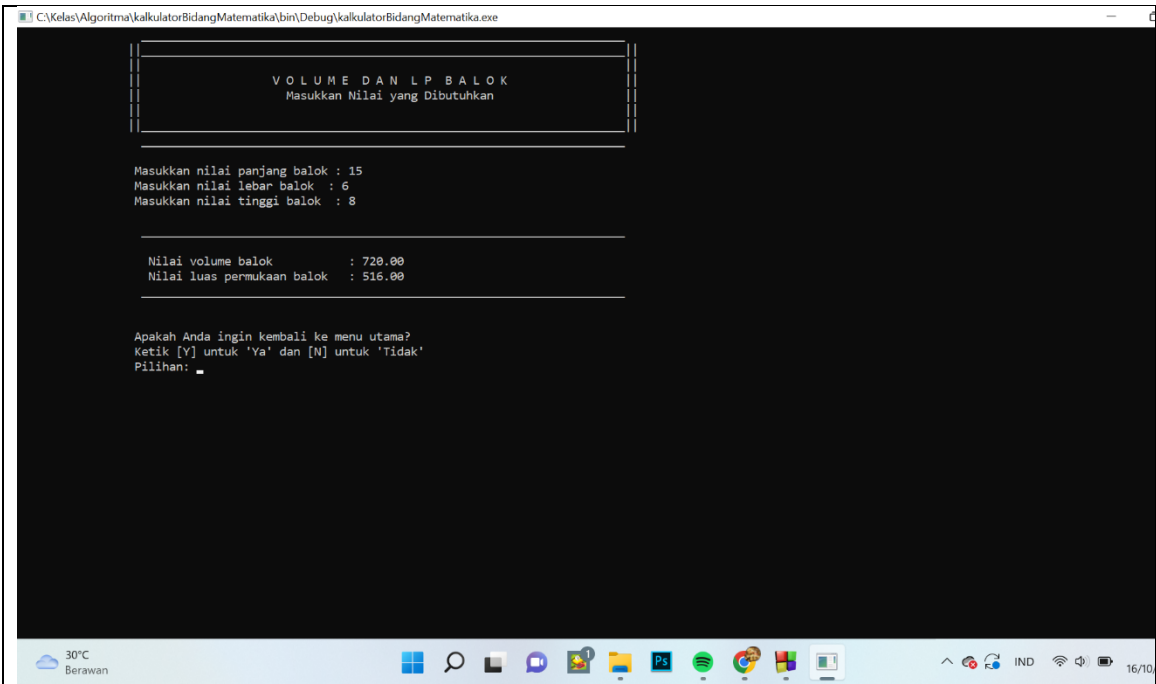 C:\Kelas\Algoritma\kalkulatorBidangMatematika\bin\Debug\kalkulatorBidangMatematika.exe
V O L U M E  D A N  L P  B A L O K
Masukkan Nilai yang Dibutuhkan
Masukkan nilai panjang balok : 15
Masukkan nilai lebar balok  : 6
Masukkan nilai tinggi balok  : 8
Nilai volume balok           : 720.00
Nilai luas permukaan balok   : 516.00
Apakah Anda ingin kembali ke menu utama?
Ketik [Y] untuk 'Ya' dan [N] untuk 'Tidak'
Pilihan:
30°C
Berawan
1
Ps
IND
16/10/